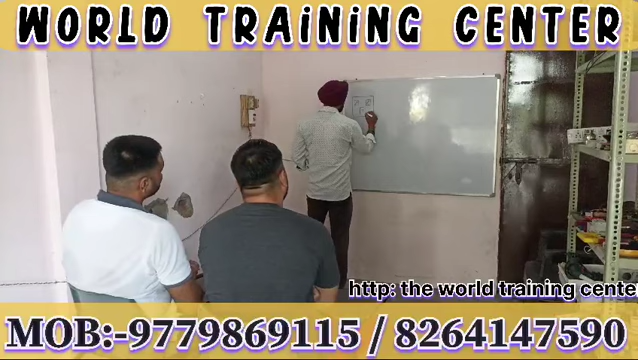 WORLD TRAiNiNG CENTER
http: the world training cente
MOB:-9779869115 / 8264147590